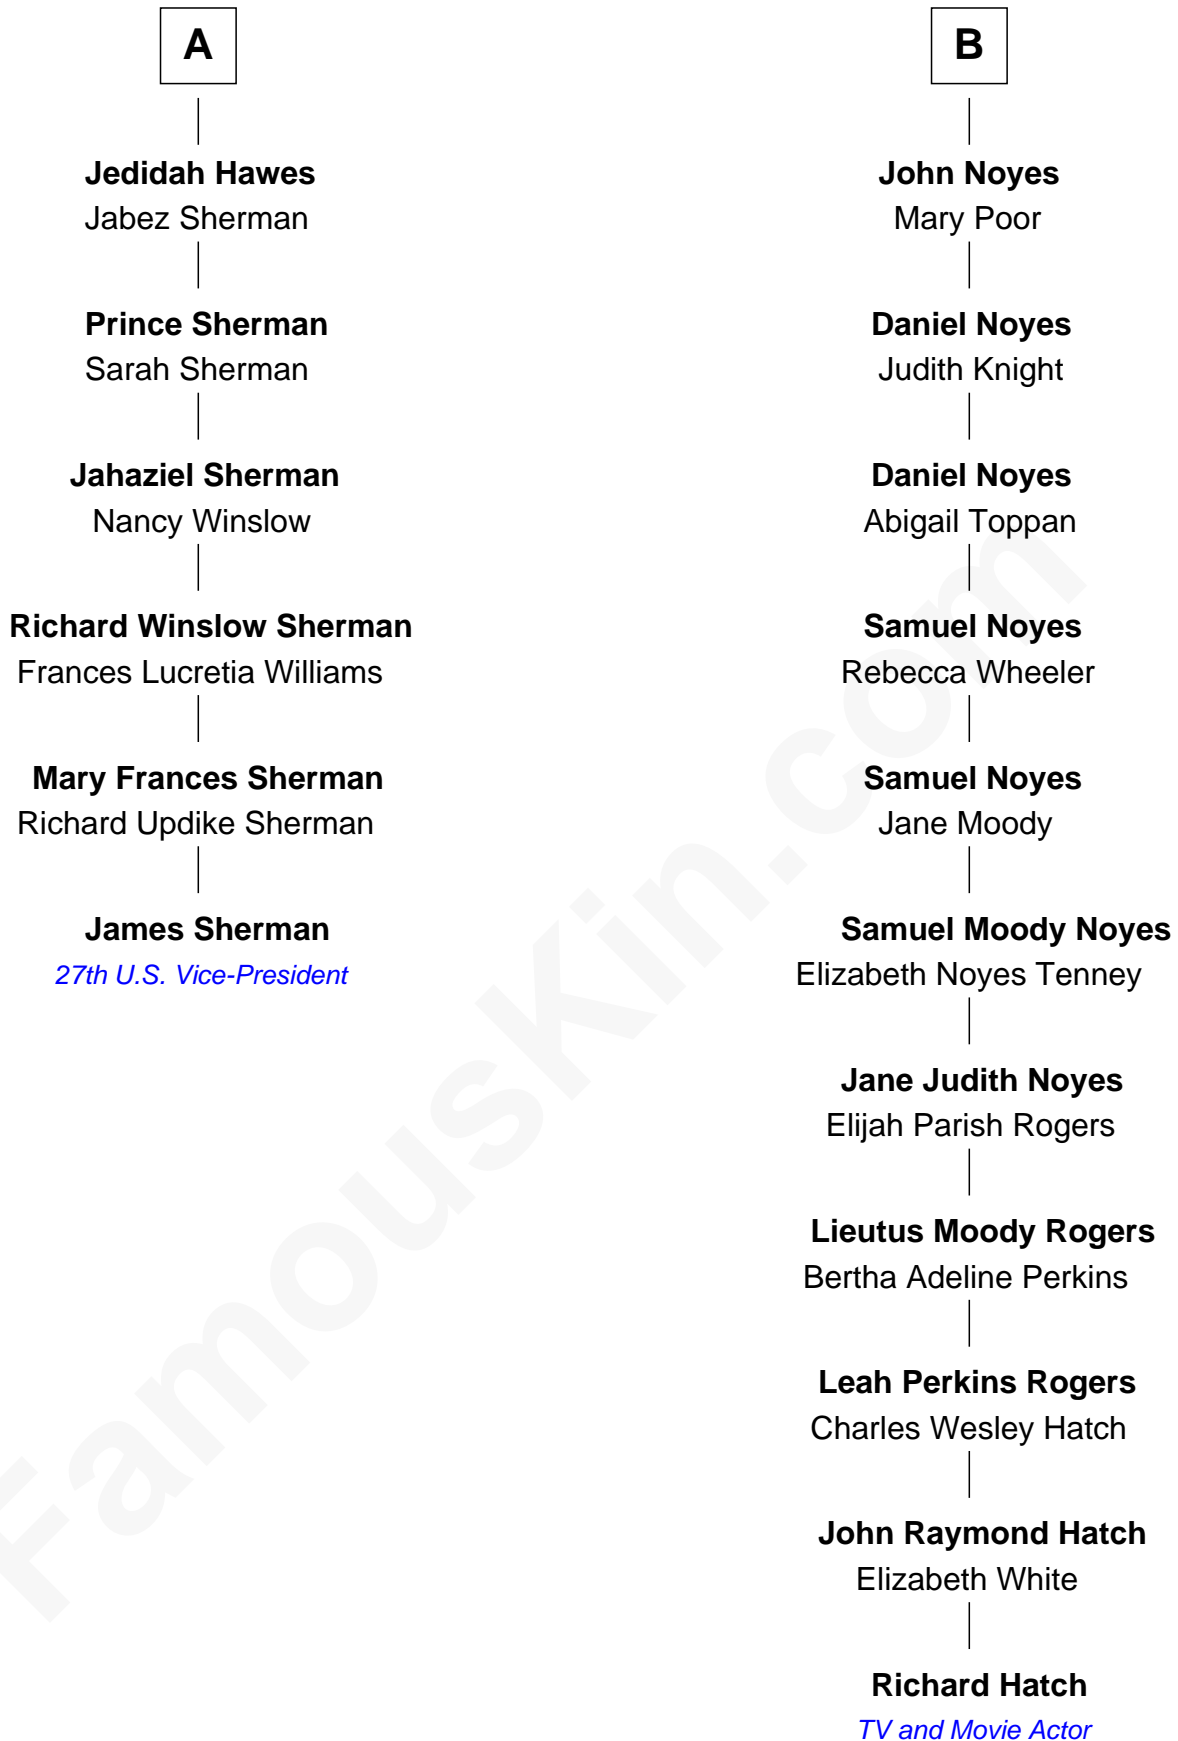 A
Jedidah Hawes
Jabez Sherman
Prince Sherman
Sarah Sherman
Jahaziel Sherman
Nancy Winslow
Richard Winslow Sherman
Frances Lucretia Williams
Mary Frances Sherman
Richard Updike Sherman
James Sherman
27th U.S. Vice-President
B
John Noyes
Mary Poor
Daniel Noyes
Judith Knight
Daniel Noyes
Abigail Toppan
Samuel Noyes
Rebecca Wheeler
Samuel Noyes
Jane Moody
Samuel Moody Noyes
Elizabeth Noyes Tenney
Jane Judith Noyes
Elijah Parish Rogers
Lieutus Moody Rogers
Bertha Adeline Perkins
Leah Perkins Rogers
Charles Wesley Hatch
John Raymond Hatch
Elizabeth White
Richard Hatch
TV and Movie Actor
FamousKin.com